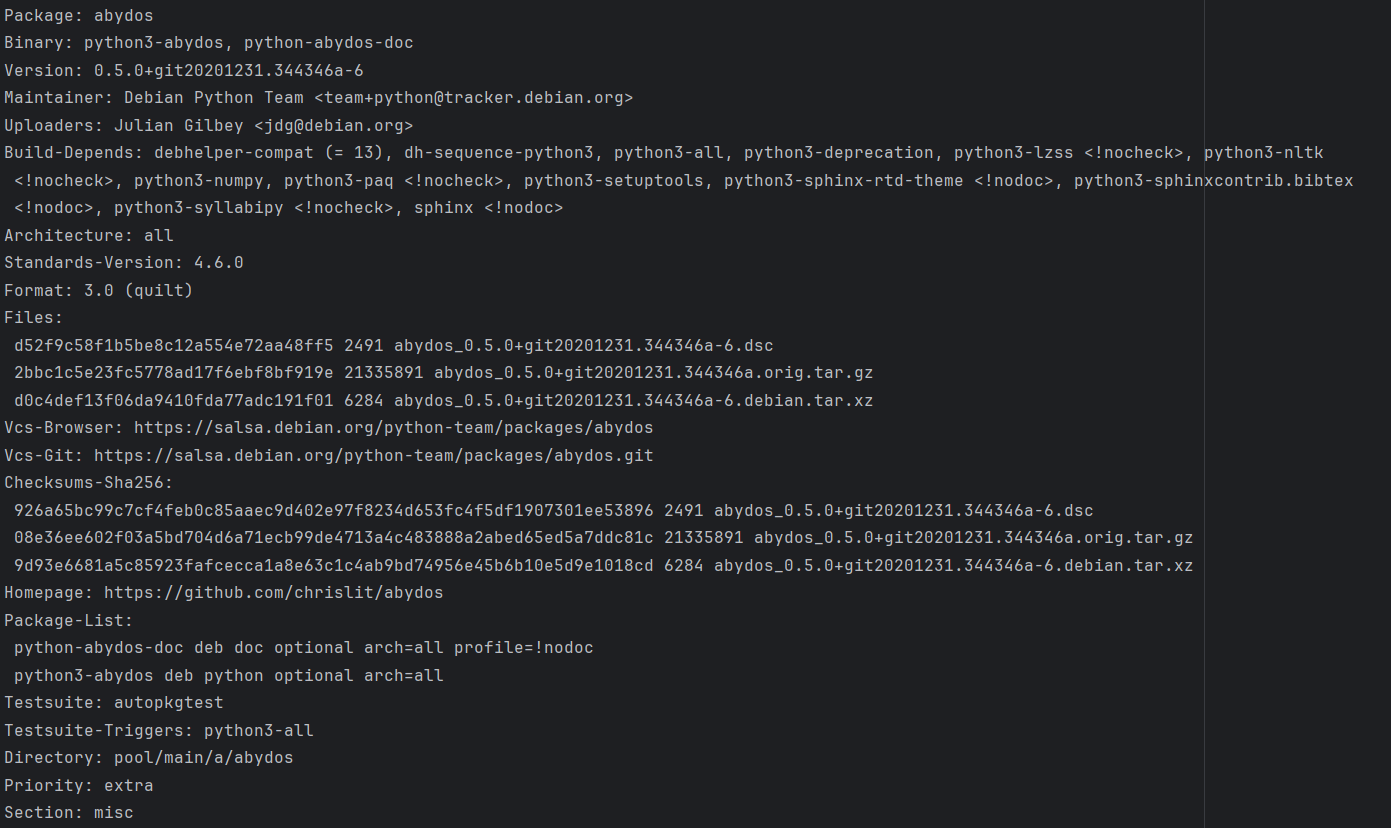 Package: abydos
Binary: python3-abydos, python-abydos-doc
Version: 0.5.0+git20201231.344346a-6
Maintainer: Debian Python Team <team+python@tracker.debian.org>
Uploaders: Julian Gilbey <jdg@debian.org>
Build-Depends: debhelper-compat (= 13), dh-sequence-python3, python3-all, python3-deprecation, python3-lzss <!nocheck>, python3-nltk
<!nocheck>, python3-numpy, python3-paq <!nocheck>, python3-setuptools, python3-sphinx-rtd-theme <!nodoc>, python3-sphinxcontrib.bibtex
<!nodoc>, python3-syllabipy <!nocheck>, sphinx <!nodoc>
Architecture: all
Standards-Version: 4.6.0
Format: 3.0 (quilt)
Files:
d52f9c58f1b5be8c12a554e72aa48ff5 2491 abydos_0.5.0+git20201231.344346a-6.dsc
2bbc1c5e23fc5778ad17f6ebf8bf919e 21335891 abydos_0.5.0+git20201231.344346a.orig.tar.gz
d0c4def13f06da9410fda77adc191f01 6284 abydos_0.5.0+git20201231.344346a-6.debian.tar.xz
Vcs-Browser: https://salsa.debian.org/python-team/packages/abydos
Vcs-Git: https://salsa.debian.org/python-team/packages/abydos.git
Checksums-Sha256:
926a65bc99c7cf4feb0c85aaec9d402e97f8234d653fc4f5df1907301ee53896 2491 abydos_0.5.0+git20201231.344346a-6.dsc
08e36ee602f03a5bd704d6a71ecb99de4713a4c483888a2abed65ed5a7ddc81c 21335891 abydos_0.5.0+git20201231.344346a.orig.tar.gz
9d93e6681a5c85923fafcecca1a8e63c1c4ab9bd74956e45b6b10e5d9e1018cd 6284 abydos_0.5.0+git20201231.344346a-6.debian.tar.xz
Homepage: https://github.com/chrislit/abydos
Package-List:
python-abydos-doc deb doc optional arch=all profile=!nodoc
python3-abydos deb python optional arch=all
Testsuite: autopkgtest
Testsuite-Triggers: python3-all
Directory: pool/main/a/abydos
Priority: extra
Section: misc